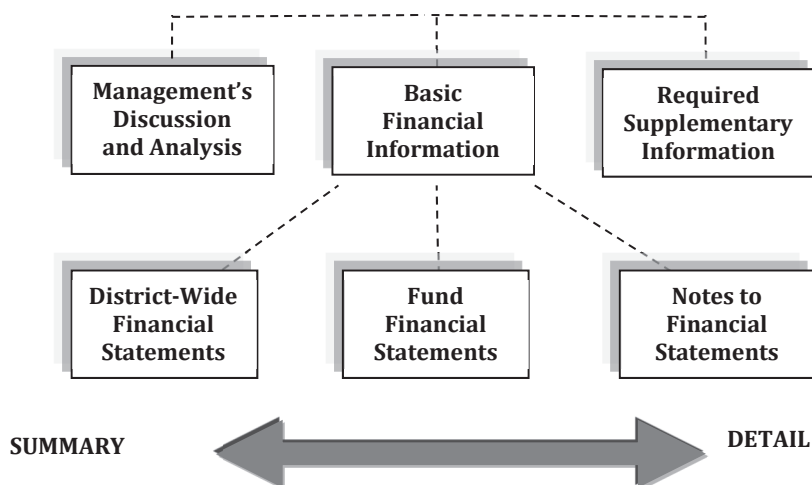 Management’s
Discussion
and Analysis
Basic
Financial
Information
Required
Supplementary
Information
District-Wide
Financial
Statements
Fund
Financial
Statements
Notes to
Financial
Statements
SUMMARY
DETAIL